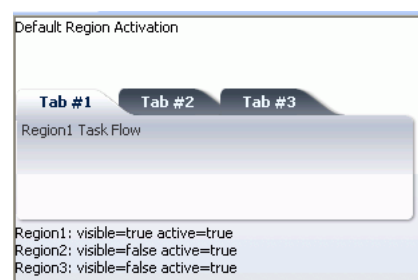 Default Region Activation
Tab #1 Tab #2 Tab #3
Region1 Task Flow
Region1: visible=true active=true
Region2: visible=false active=true
Region3: visible=false active=true